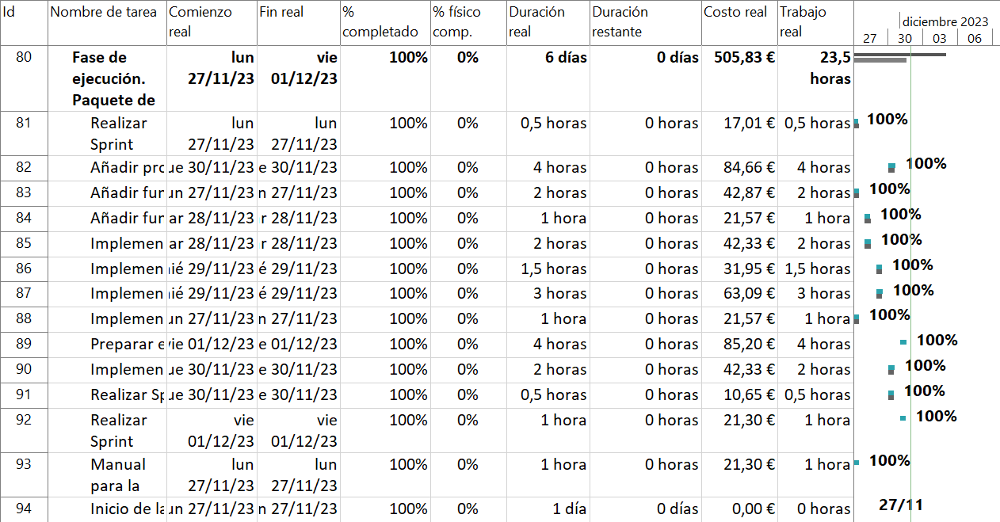 Id Nombre de tarea Comienzo real Fin real % completado % físico comp. Duración real Duración restante Costo real Trabajo real diciembre 2023
27 30 03 06
80 Fase de ejecución. Paquete de lun 27/11/23 vie 01/12/23 100% 0% 6 días 0 días 505,83 € 23,5 horas
81 Realizar Sprint lun 27/11/23 lun 27/11/23 100% 0% 0,5 horas 0 horas 17,01 € 0,5 horas 100%
82 Añadir pro ue 30/11/23 e 30/11/23 100% 0% 4 horas 0 horas 84,66 € 4 horas 100%
83 Añadir fur un 27/11/23 n 27/11/23 100% 0% 2 horas 0 horas 42,87 € 2 horas 100%
84 Añadir fur ar 28/11/23 r 28/11/23 100% 0% 1 hora 0 horas 21,57 € 1 hora 100%
85 Implemen ar 28/11/23 r 28/11/23 100% 0% 2 horas 0 horas 42,33 € 2 horas 100%
86 Implemen ié 29/11/23 é 29/11/23 100% 0% 1,5 horas 0 horas 31,95 € 1,5 horas 100%
87 Implemen ié 29/11/23 é 29/11/23 100% 0% 3 horas 0 horas 63,09 € 3 horas 100%
88 Implemen un 27/11/23 n 27/11/23 100% 0% 1 hora 0 horas 21,57 € 1 hora 100%
89 Preparar e vie 01/12/23 e 01/12/23 100% 0% 4 horas 0 horas 85,20 € 4 horas 100%
90 Implemen ue 30/11/23 e 30/11/23 100% 0% 2 horas 0 horas 42,33 € 2 horas 100%
91 Realizar Sp ue 30/11/23 e 30/11/23 100% 0% 0,5 horas 0 horas 10,65 € 0,5 horas 100%
92 Realizar Sprint vie 01/12/23 vie 01/12/23 100% 0% 1 hora 0 horas 21,30 € 1 hora 100%
93 Manual para la lun 27/11/23 lun 27/11/23 100% 0% 1 hora 0 horas 21,30 € 1 hora 100%
94 Inicio de la un 27/11/23 n 27/11/23 100% 0% 1 día 0 días 0,00 € 0 horas 27/11